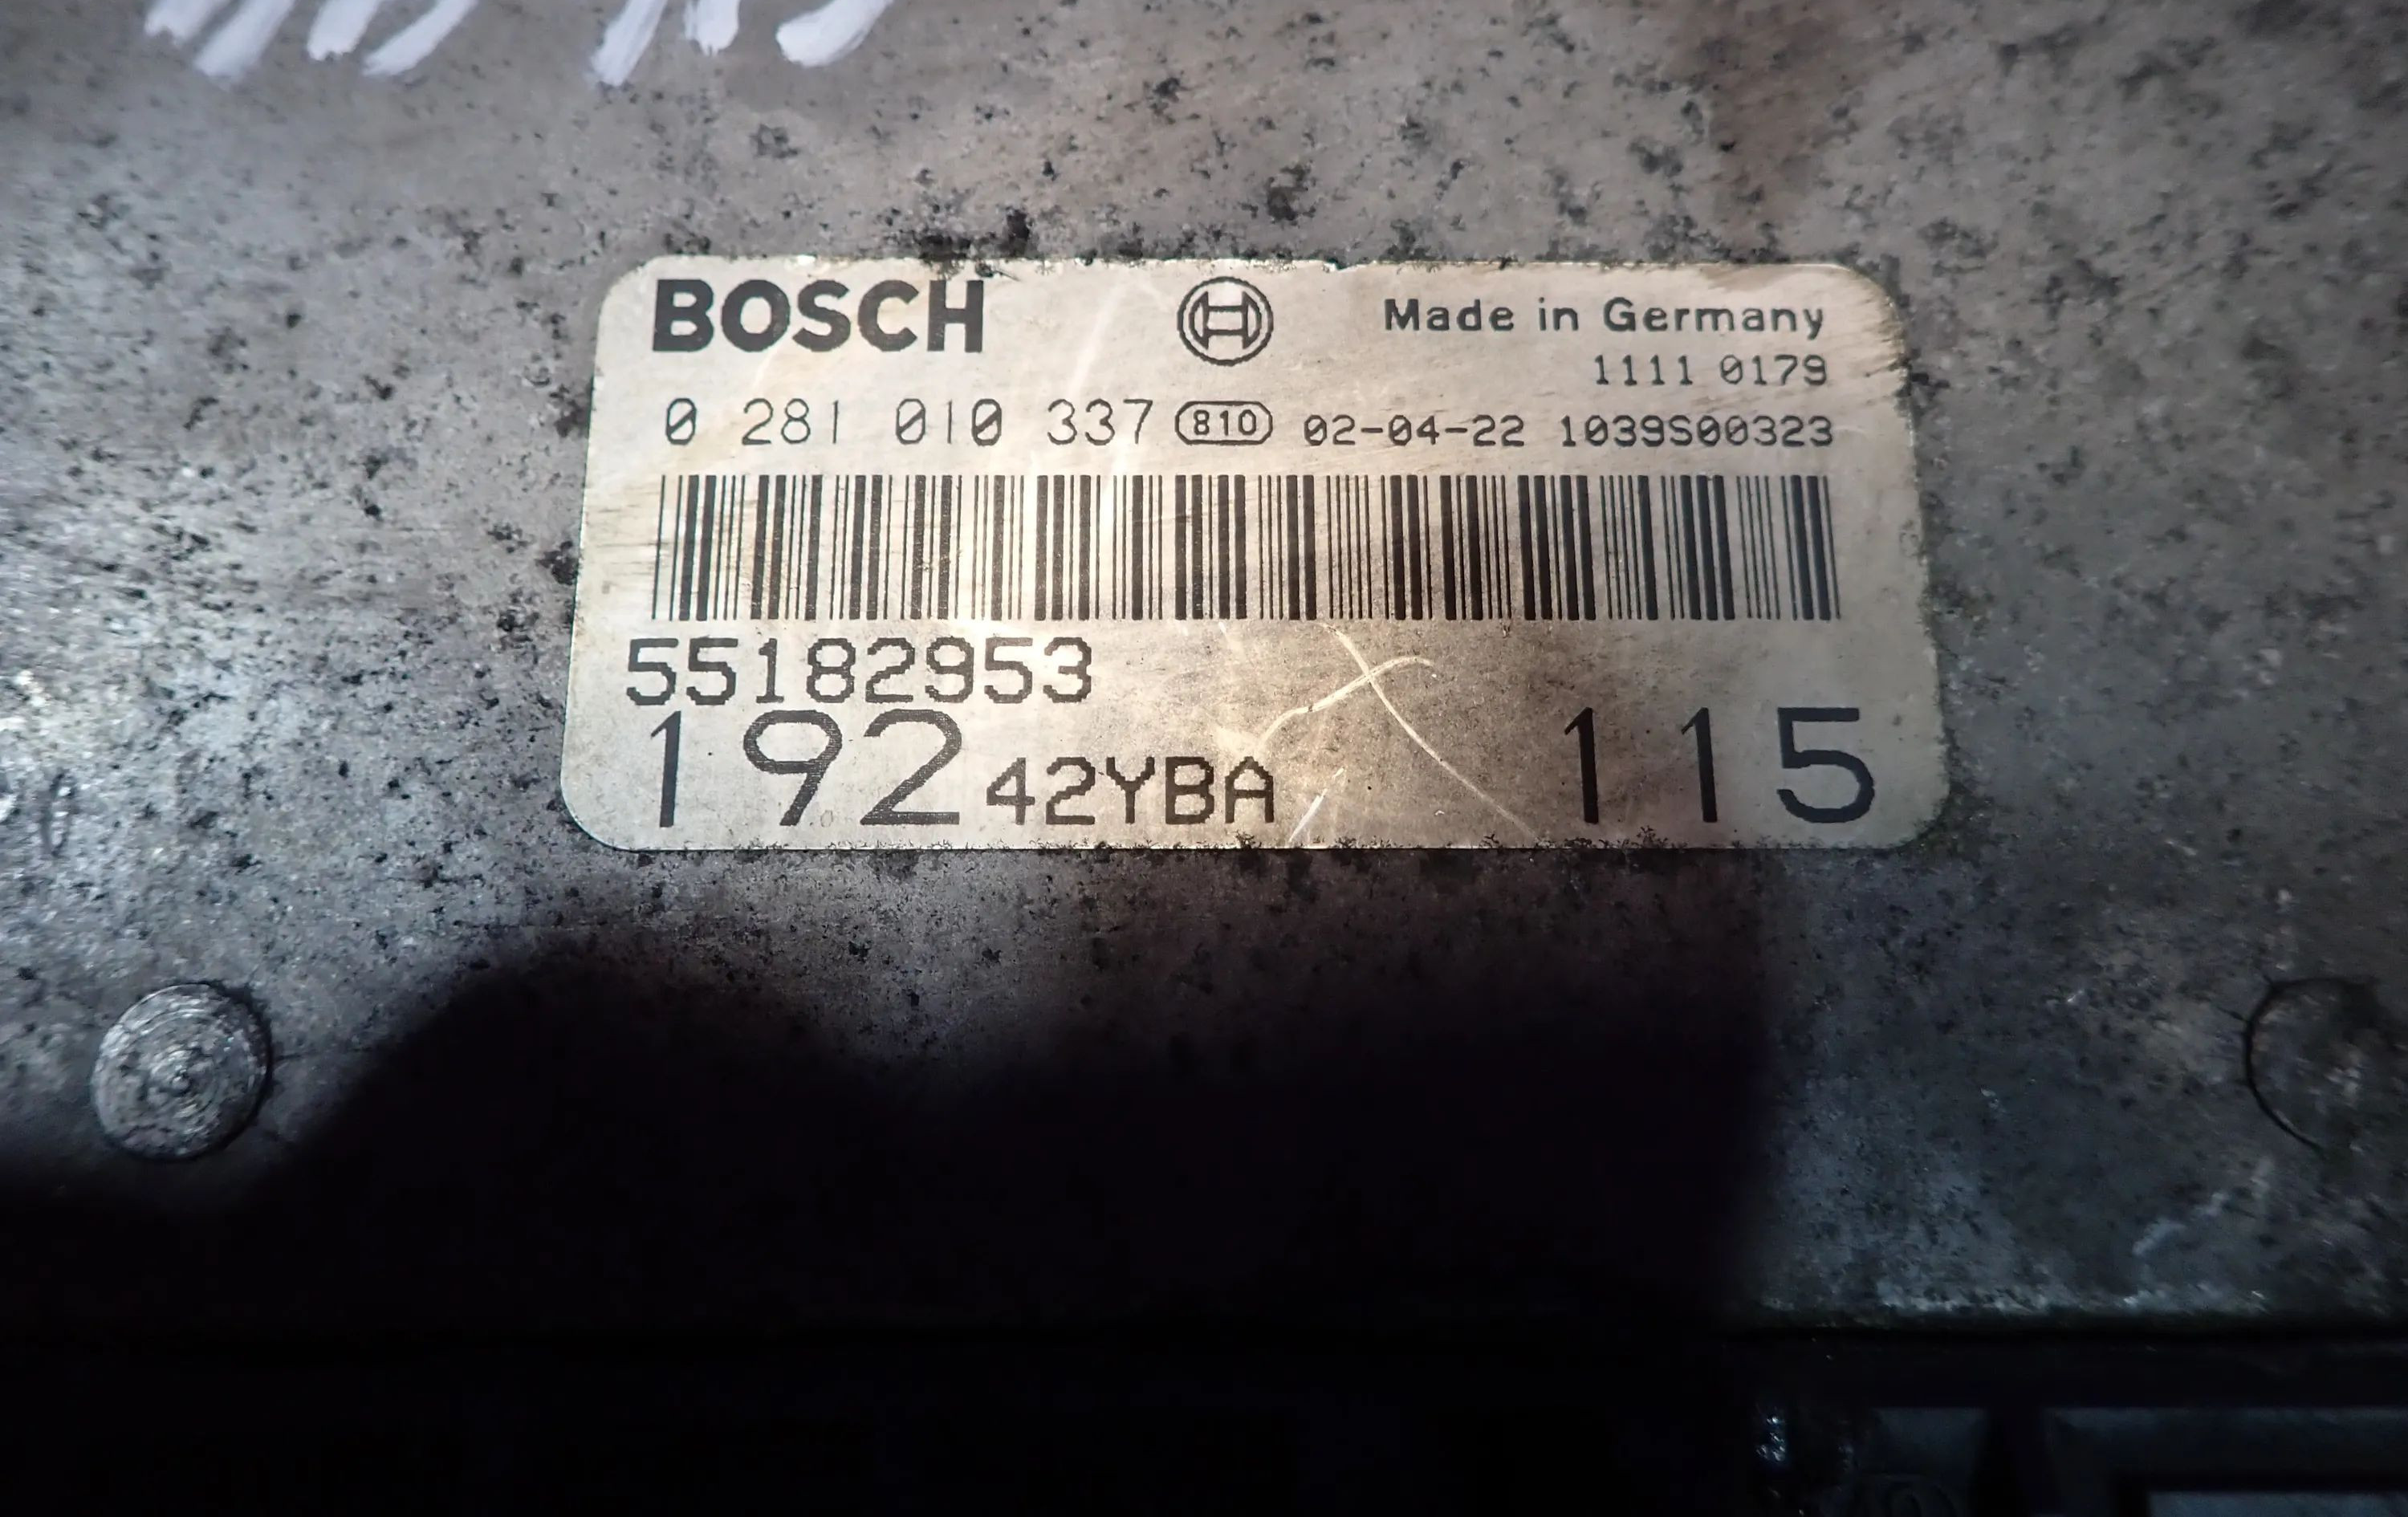 BOSCH Made in Germany
1111 0179
0 281 010 337 810 02-04-22 1039S00323
55182953
192 42YBA 115